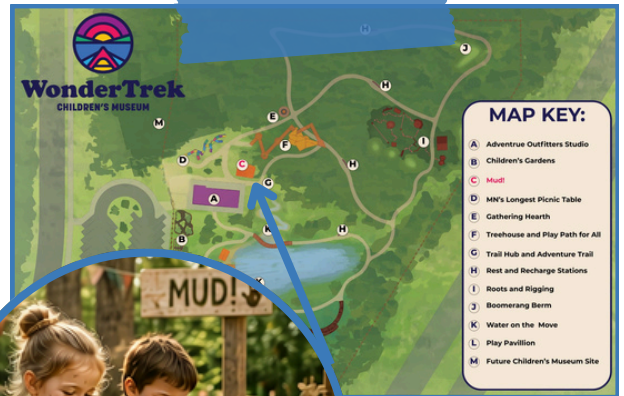 WonderTrek
CHILDREN'S MUSEUM
H
J
H
M
E
I
F
D
C
H
G
A
K
H
B
MUD!
MAP KEY:
A Adventrue Outfitters Studio
B Children's Gardens
C Mud!
D MN's Longest Picnic Table
E Gathering Hearth
F Treehouse and Play Path for All
G Trail Hub and Adventure Trail
H Rest and Recharge Stations
I Roots and Rigging
J Boomerang Berm
K Water on the Move
L Play Pavillion
M Future Children's Museum Site